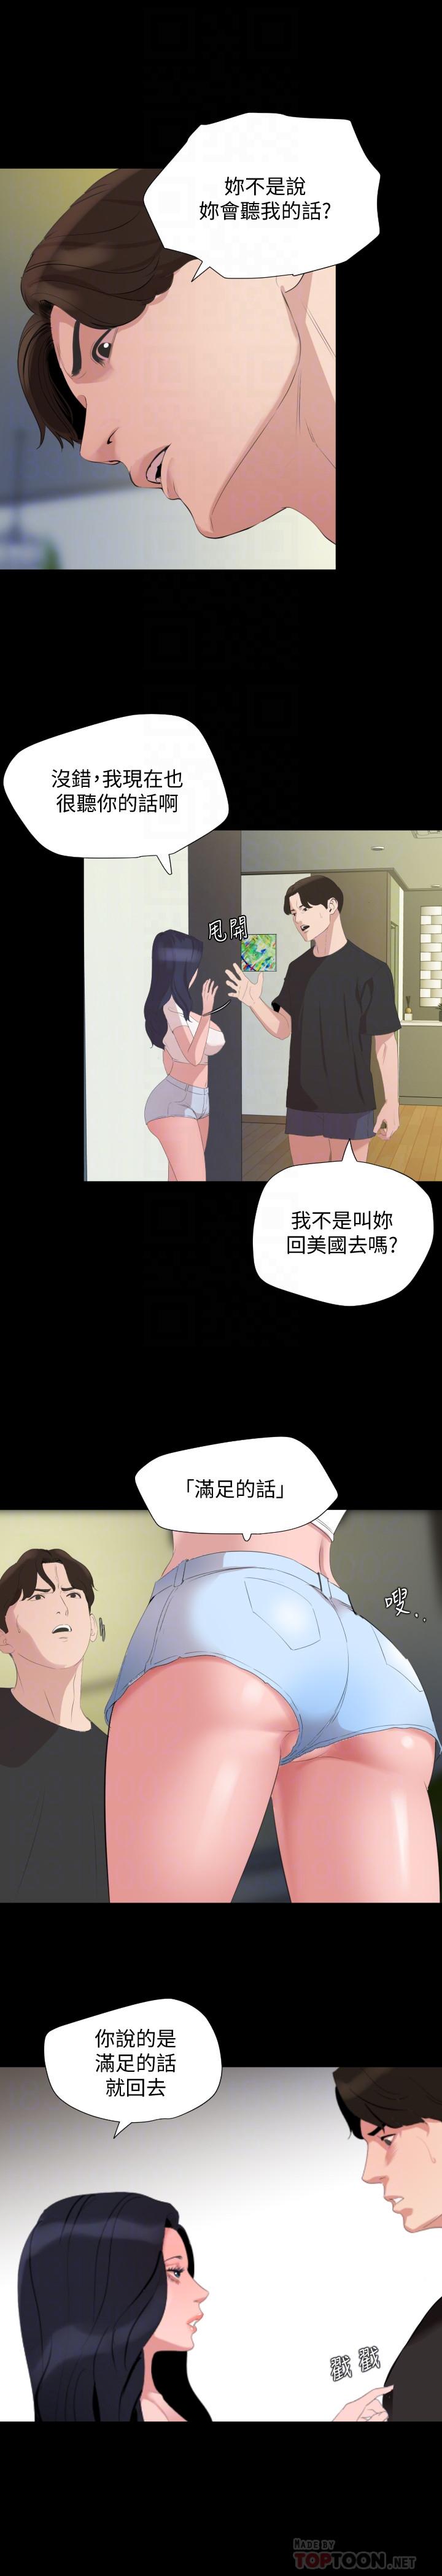 妳不是說
妳會聽我的話?
沒錯,我現在也
很聽你的話啊
甩開
我不是叫妳
回美國去嗎?
「滿足的話」
嗖..
你說的是
滿足的話
就回去
戳 戳
MADE BY
TOPTOON.NET